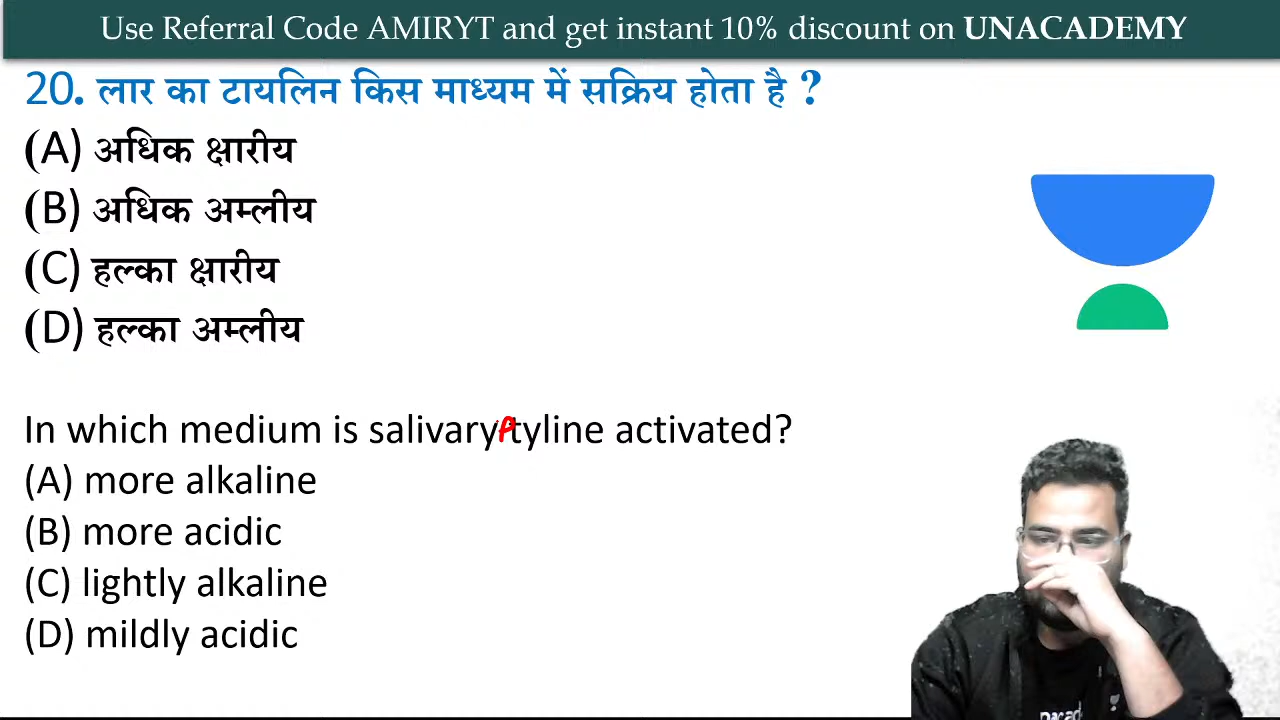 Use Referral Code AMIRYT and get instant 10% discount on UNACADEMY
20. लार का टायलिन किस माध्यम में सक्रिय होता है ?
(A) अधिक क्षारीय
(B) अधिक अम्लीय
(C) हल्का क्षारीय
(D) हल्का अम्लीय
In which medium is salivary Ptyline activated?
(A) more alkaline
(B) more acidic
(C) lightly alkaline
(D) mildly acidic